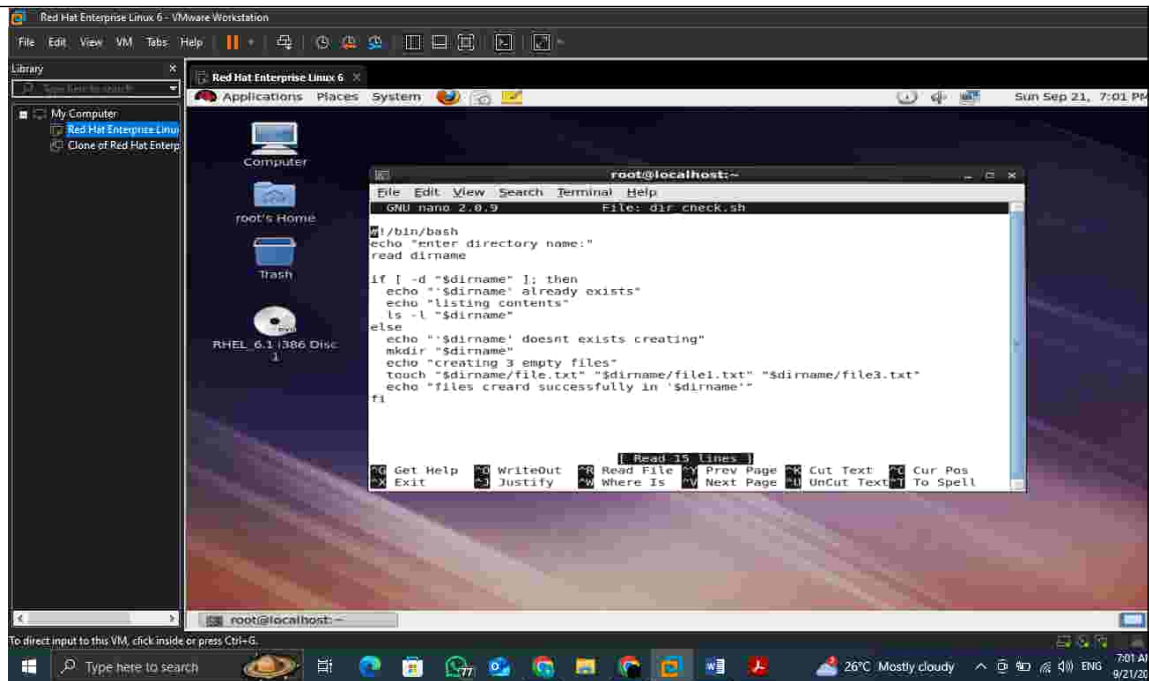 Red Hat Enterprise Linux 6 - VMware Workstation
File Edit View VM Tabs Help
Library
Type here to search
My Computer
Red Hat Enterprise Linu
Clone of Red Hat Enterp
Red Hat Enterprise Linux 6
Applications Places System
Sun Sep 21, 7:01 PM
Computer
root's Home
Trash
RHEL_6.1 i386 Disc
1
root@localhost:~
File Edit View Search Terminal Help
GNU nano 2.0.9 File: dir_check.sh
#!/bin/bash
echo "enter directory name:"
read dirname
if [ -d "$dirname" ]; then
echo "'$dirname' already exists"
echo "listing contents"
ls -l "$dirname"
else
echo "'$dirname' doesnt exists creating"
mkdir "$dirname"
echo "creating 3 empty files"
touch "$dirname/file.txt" "$dirname/file1.txt" "$dirname/file3.txt"
echo "files creard successfully in '$dirname'"
fi
[ Read 15 lines ]
^G Get Help ^O WriteOut ^R Read File ^Y Prev Page ^K Cut Text ^C Cur Pos
^X Exit ^J Justify ^W Where Is ^V Next Page ^U UnCut Text ^T To Spell
root@localhost:~
To direct input to this VM, click inside or press Ctrl+G.
Type here to search
77
26°C Mostly cloudy
ENG
7:01 AM
9/21/20